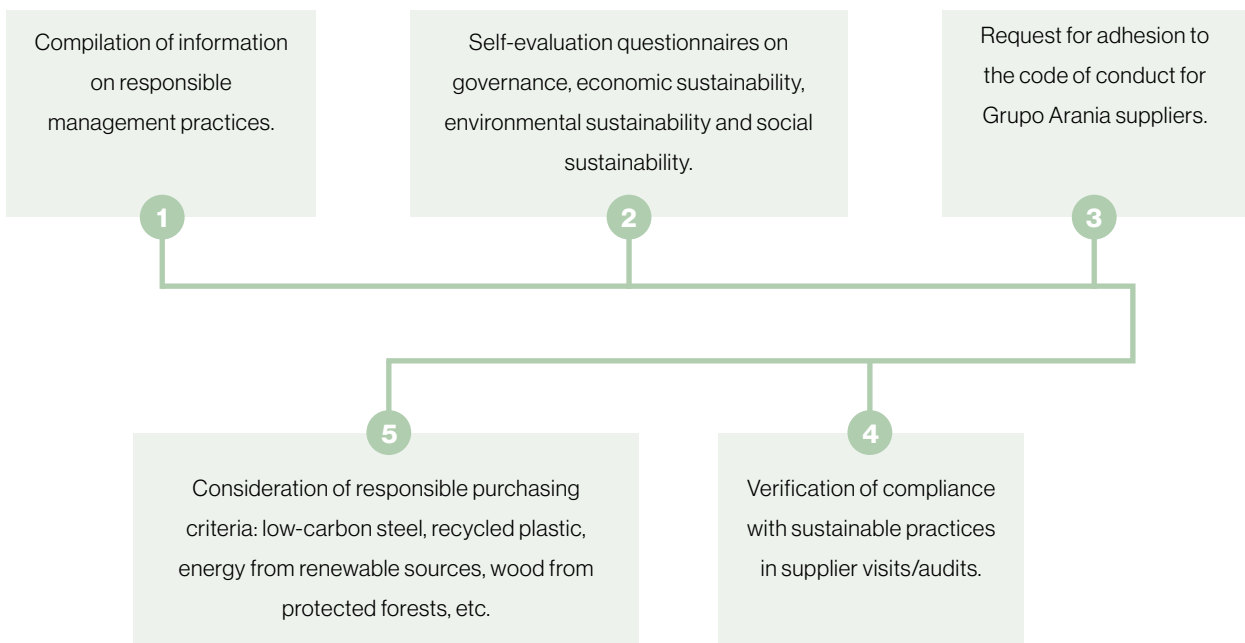 Compilation of information
on responsible
management practices.
1
Self-evaluation questionnaires on
governance, economic sustainability,
environmental sustainability and social
sustainability.
2
Request for adhesion to
the code of conduct for
Grupo Arania suppliers.
3
4
Verification of compliance
with sustainable practices
in supplier visits/audits.
5
Consideration of responsible purchasing
criteria: low-carbon steel, recycled plastic,
energy from renewable sources, wood from
protected forests, etc.